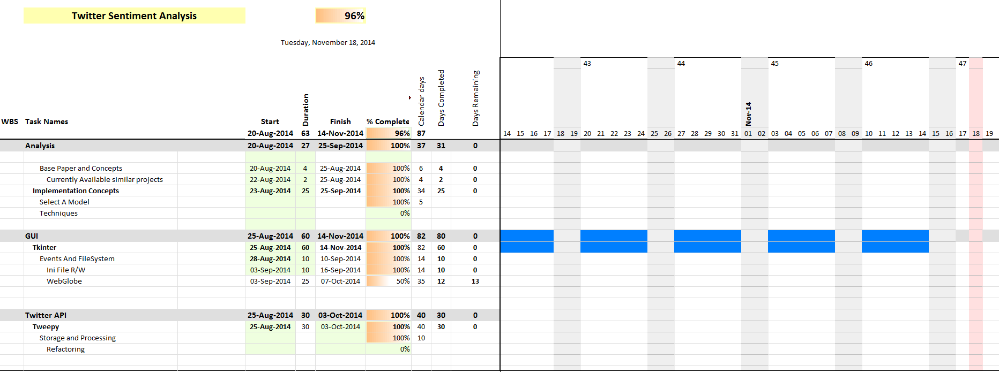 Twitter Sentiment Analysis 96%
Tuesday, November 18, 2014
43 44 45 46 47
WBS Task Names Start Duration Finish % Complete Calendar days Days Completed Days Remaining Nov-14
20-Aug-2014 63 14-Nov-2014 96% 87 14 15 16 17 18 19 20 21 22 23 24 25 26 27 28 29 30 31 01 02 03 04 05 06 07 08 09 10 11 12 13 14 15 16 17 18 19
Analysis 20-Aug-2014 27 25-Sep-2014 100% 37 31 0
Base Paper and Concepts 20-Aug-2014 4 25-Aug-2014 100% 6 4 0
Currently Available similar projects 22-Aug-2014 2 25-Aug-2014 100% 4 2 0
Implementation Concepts 23-Aug-2014 25 25-Sep-2014 100% 34 25 0
Select A Model 100% 5
Techniques 0%
GUI 25-Aug-2014 60 14-Nov-2014 100% 82 80 0
Tkinter 25-Aug-2014 60 14-Nov-2014 100% 82 60 0
Events And FileSystem 28-Aug-2014 10 10-Sep-2014 100% 14 10 0
Ini File R/W 03-Sep-2014 10 16-Sep-2014 100% 14 10 0
WebGlobe 03-Sep-2014 25 07-Oct-2014 50% 35 12 13
Twitter API 25-Aug-2014 30 03-Oct-2014 100% 40 30 0
Tweepy 25-Aug-2014 30 03-Oct-2014 100% 40 30 0
Storage and Processing 100% 10
Refactoring 0%